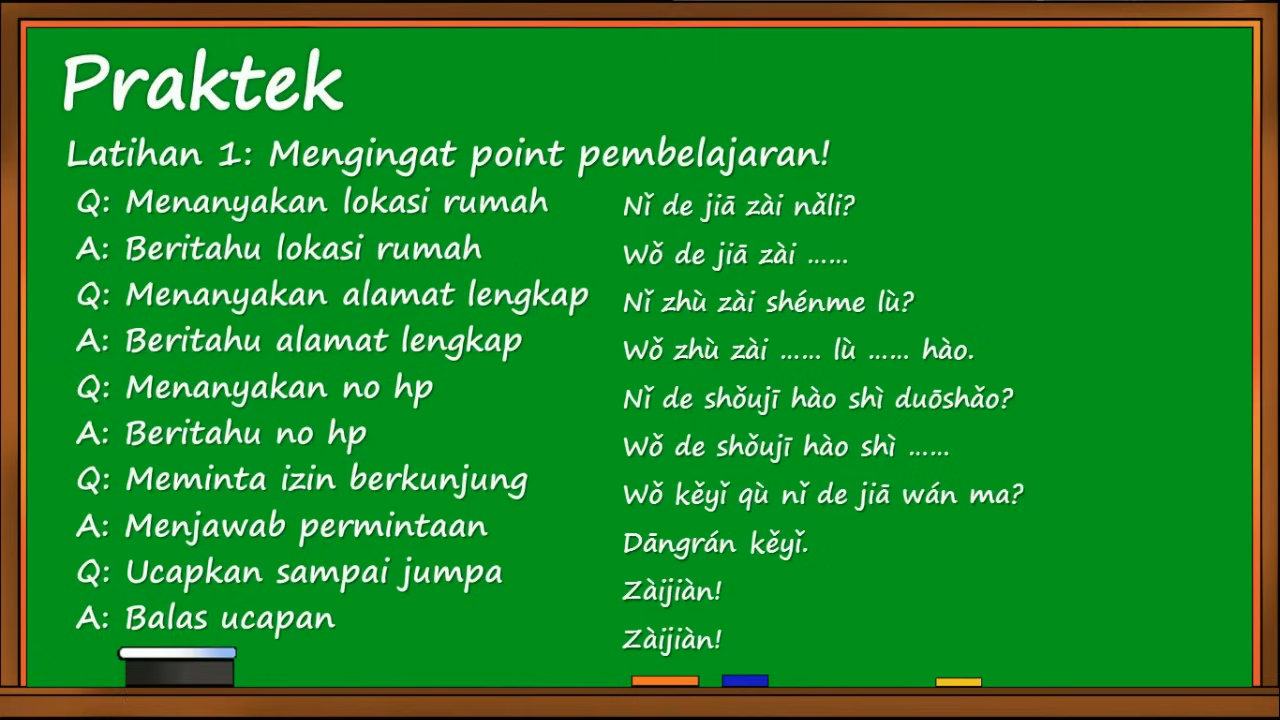 Praktek
Latihan 1: Mengingat point pembelajaran!
Q: Menanyakan lokasi rumah
A: Beritahu lokasi rumah
Q: Menanyakan alamat lengkap
A: Beritahu alamat lengkap
Q: Menanyakan no hp
A: Beritahu no hp
Q: Meminta izin berkunjung
A: Menjawab permintaan
Q: Ucapkan sampai jumpa
A: Balas ucapan
Nǐ de jiā zài nǎli?
Wǒ de jiā zài ......
Nǐ zhù zài shénme lù?
Wǒ zhù zài ...... lù ...... hào.
Nǐ de shǒujī hào shì duōshǎo?
Wǒ de shǒujī hào shì ......
Wǒ kěyǐ qù nǐ de jiā wán ma?
Dāngrán kěyǐ.
Zàijiàn!
Zàijiàn!